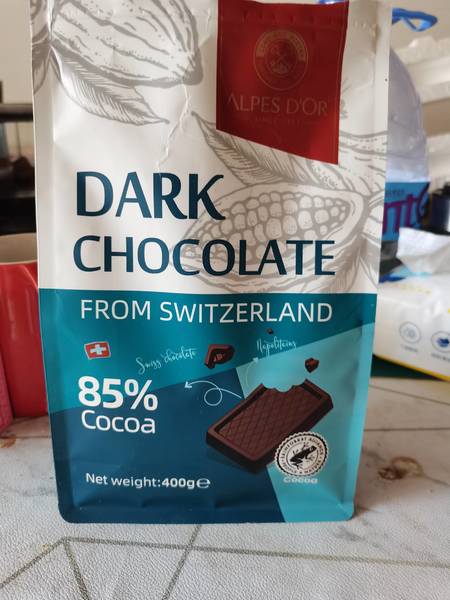 ALPES D'OR
DARK
CHOCOLATE
FROM SWITZERLAND
Swiss chocolate
Napolitains
85%
Cocoa
Net weight:400g℮
Cocoa